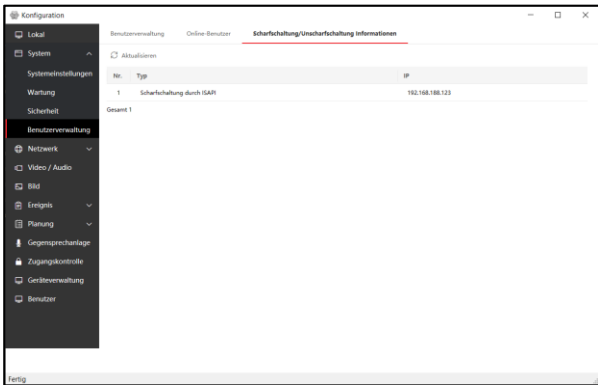 Konfiguration
Lokal
System
Systemeinstellungen
Wartung
Sicherheit
Benutzerverwaltung
Netzwerk
Video / Audio
Bild
Ereignis
Planung
Gegensprechanlage
Zugangskontrolle
Geräteverwaltung
Benutzer
Benutzerverwaltung Online-Benutzer Scharfschaltung/Unscharfschaltung Informationen
Aktualisieren
Nr. Typ IP
1 Scharfschaltung durch ISAPI 192.168.188.123
Gesamt 1
Fertig